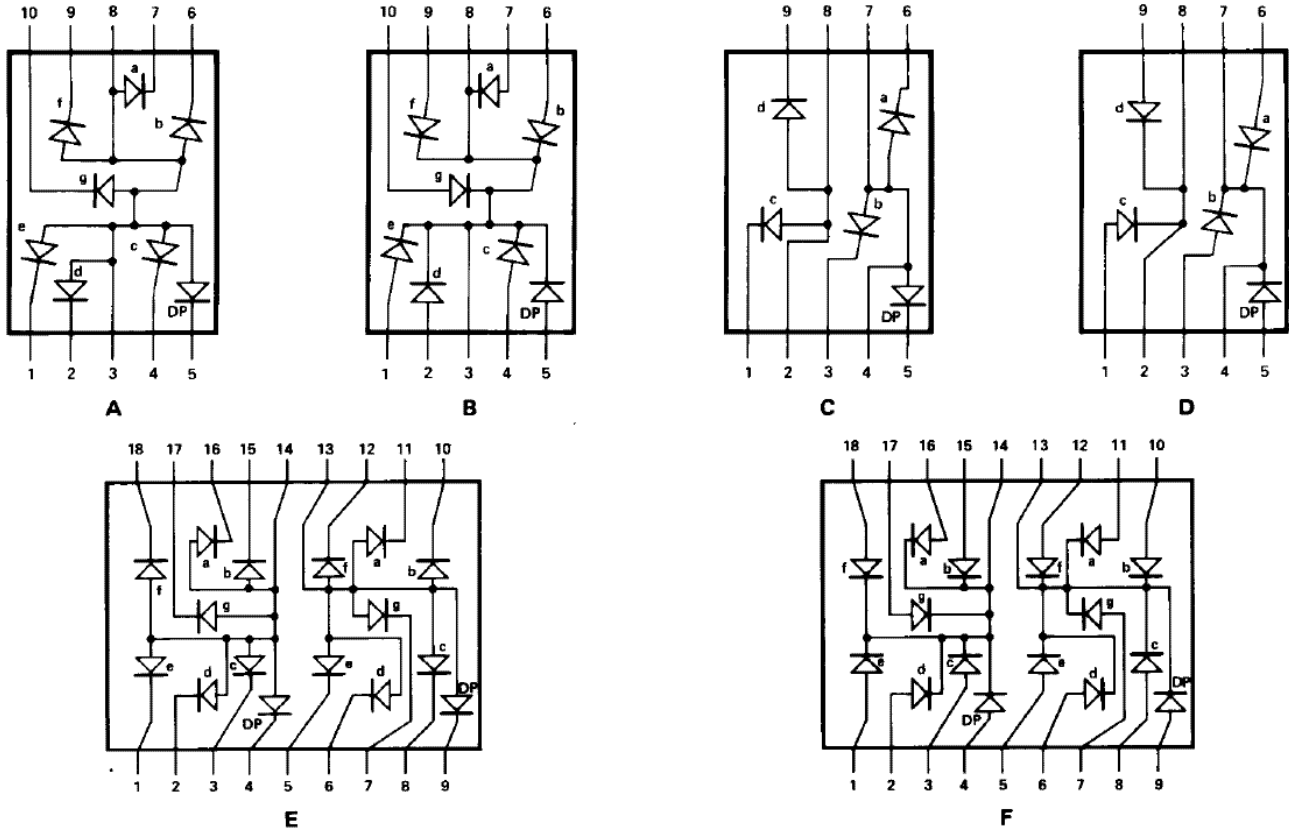 10 9 8 7 6 10 9 8 7 6 9 8 7 6 9 8 7 6
a a
f b f b d a d a
g g
c b c b
e c e c
d d
DP DP DP DP
1 2 3 4 5 1 2 3 4 5 1 2 3 4 5 1 2 3 4 5
A B C D
18 17 16 15 14 13 12 11 10 18 17 16 15 14 13 12 11 10
a a a a
f b f b f b f b
g g g g
e c e c e c e c
d d d d
DP DP DP DP
1 2 3 4 5 6 7 8 9 1 2 3 4 5 6 7 8 9
E F